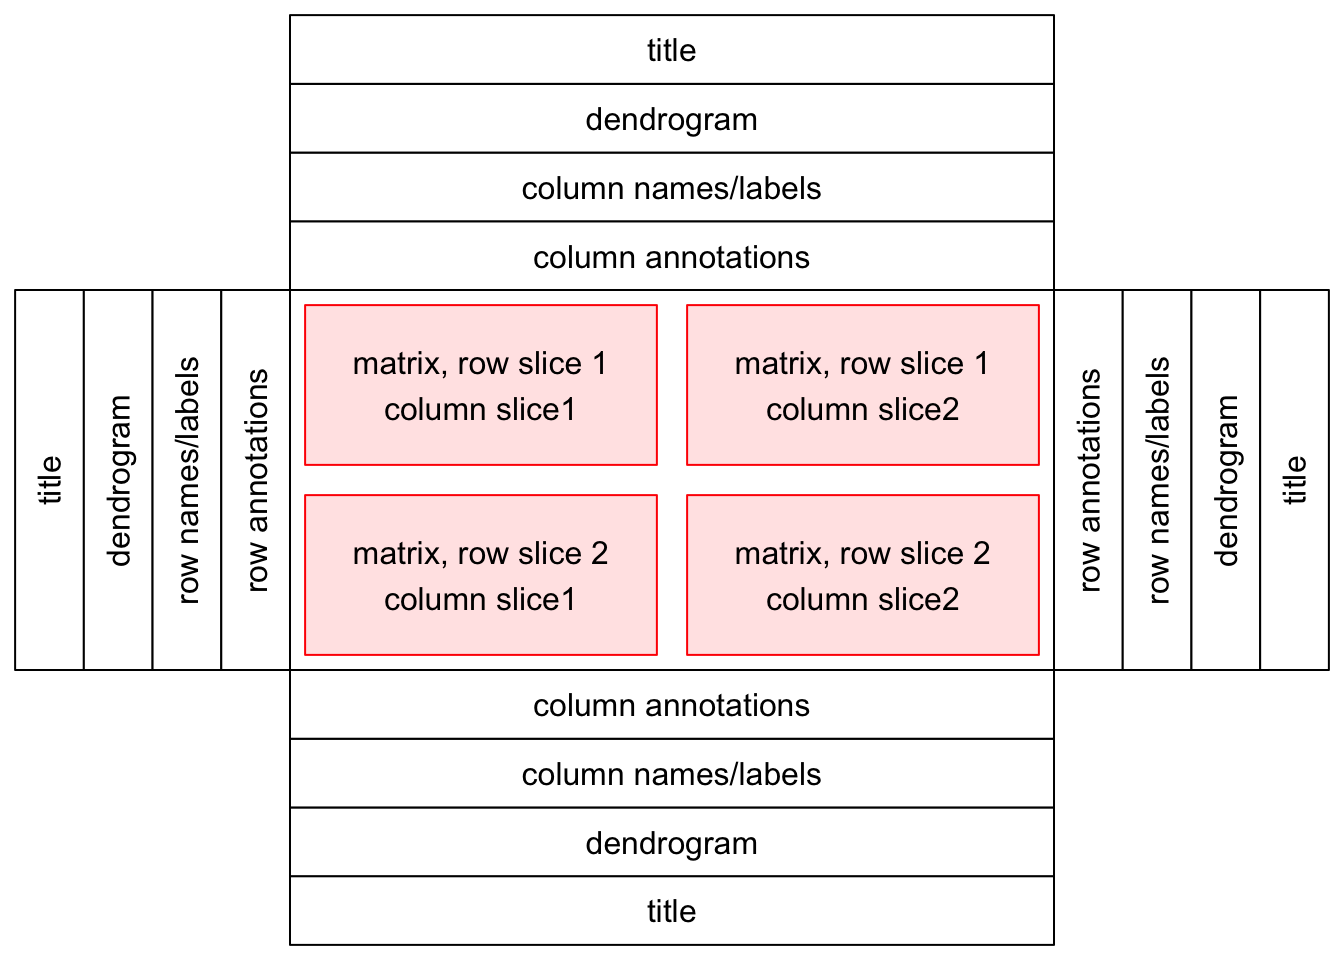 title
dendrogram
column names/labels
column annotations
title
dendrogram
row names/labels
row annotations
matrix, row slice 1
column slice1
matrix, row slice 1
column slice2
matrix, row slice 2
column slice1
matrix, row slice 2
column slice2
row annotations
row names/labels
dendrogram
title
column annotations
column names/labels
dendrogram
title